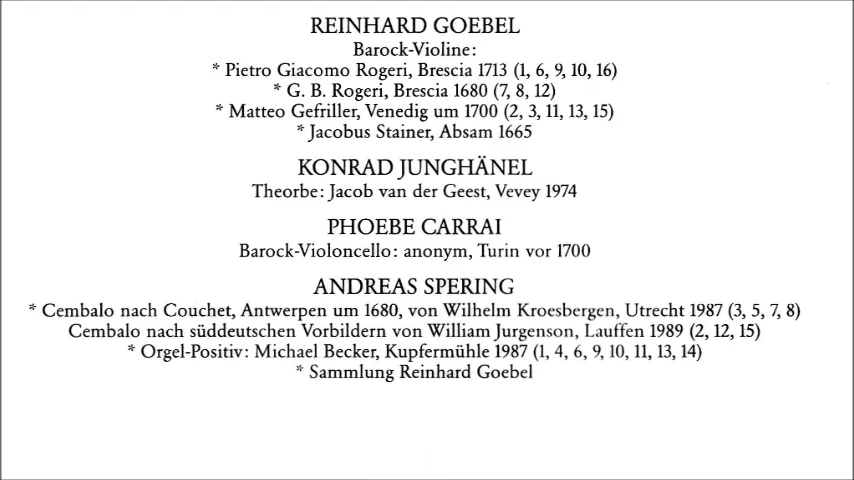 REINHARD GOEBEL
Barock-Violine:
* Pietro Giacomo Rogeri, Brescia 1713 (1, 6, 9, 10, 16)
* G. B. Rogeri, Brescia 1680 (7, 8, 12)
* Matteo Gefriller, Venedig um 1700 (2, 3, 11, 13, 15)
* Jacobus Stainer, Absam 1665
KONRAD JUNGHÄNEL
Theorbe: Jacob van der Geest, Vevey 1974
PHOEBE CARRAI
Barock-Violoncello: anonym, Turin vor 1700
ANDREAS SPERING
* Cembalo nach Couchet, Antwerpen um 1680, von Wilhelm Kroesbergen, Utrecht 1987 (3, 5, 7, 8)
Cembalo nach süddeutschen Vorbildern von William Jurgenson, Lauffen 1989 (2, 12, 15)
* Orgel-Positiv: Michael Becker, Kupfermühle 1987 (1, 4, 6, 9, 10, 11, 13, 14)
* Sammlung Reinhard Goebel